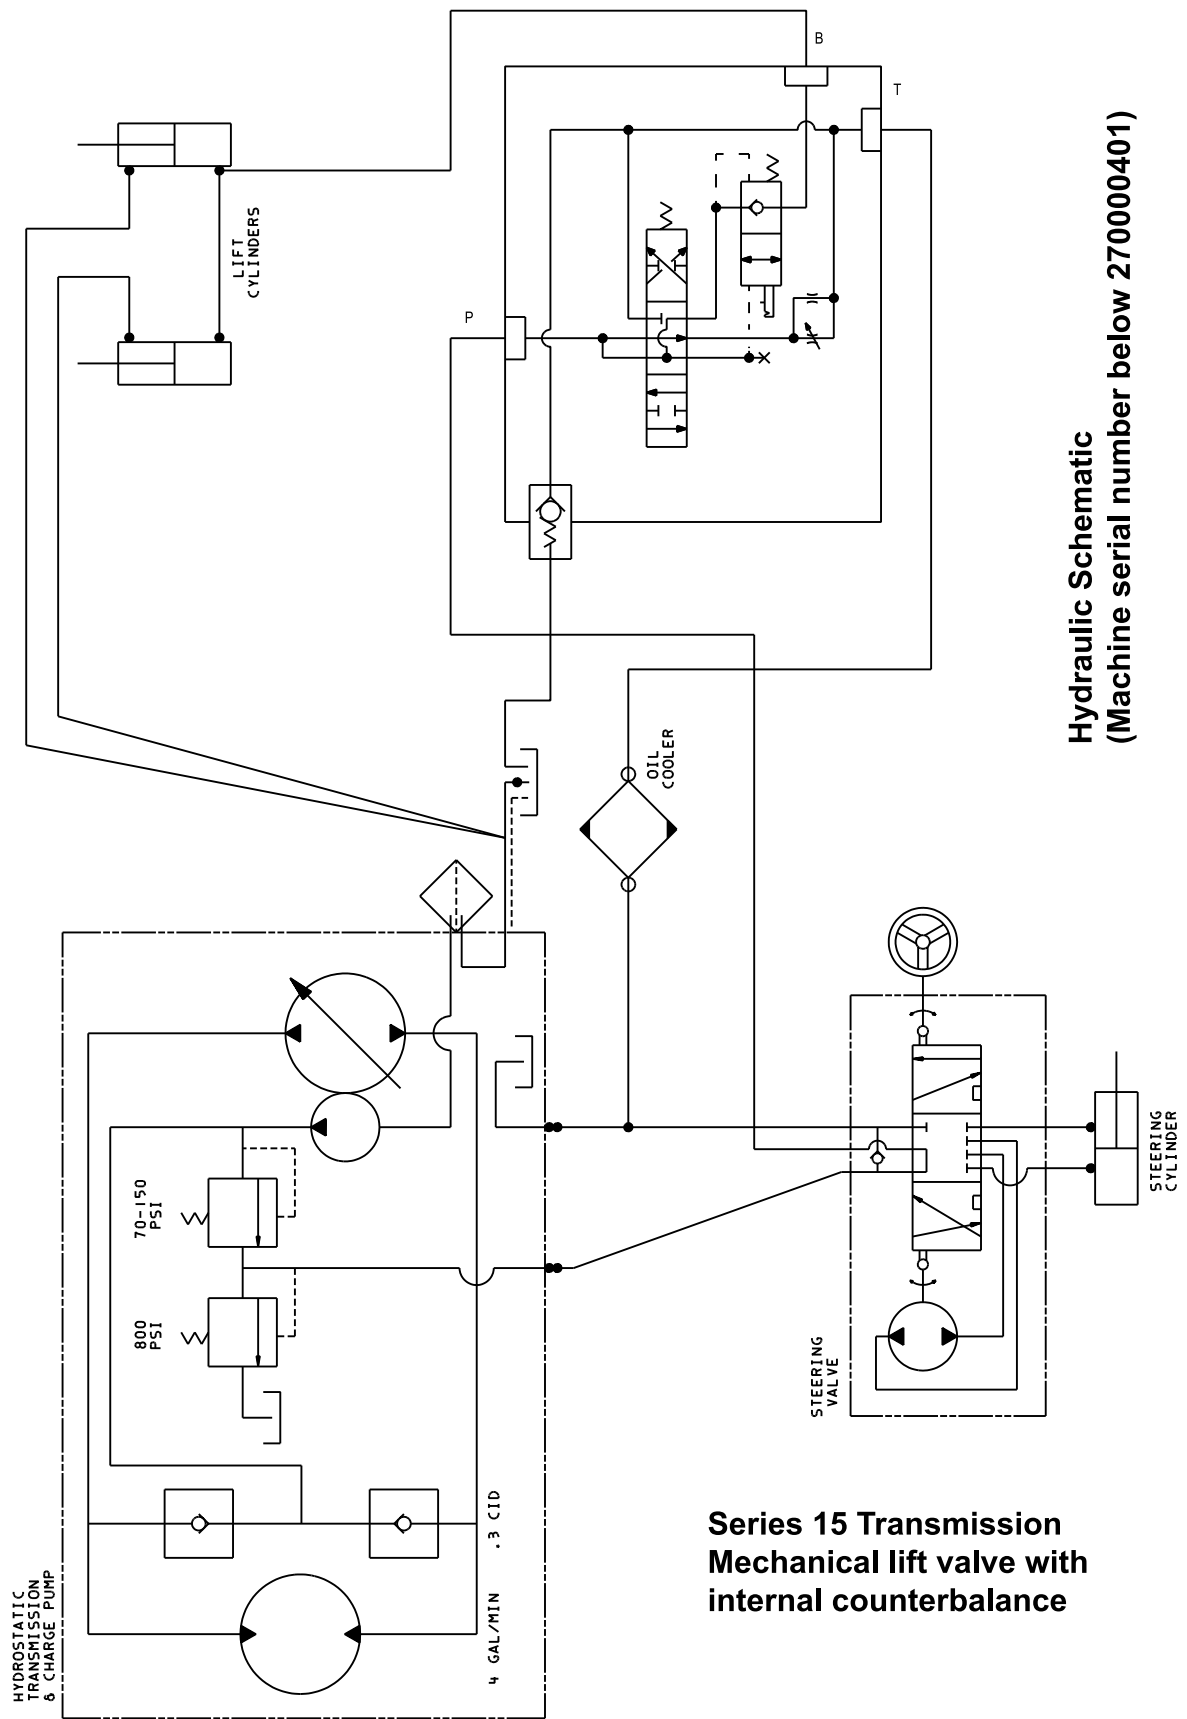 B
T
LIFT
CYLINDERS
P
Hydraulic Schematic
(Machine serial number below 270000401)
OIL
COOLER
70-150
PSI
800
PSI
STEERING
CYLINDER
STEERING
VALVE
HYDROSTATIC
TRANSMISSION
& CHARGE PUMP
4 GAL/MIN .3 CID
Series 15 Transmission
Mechanical lift valve with
internal counterbalance